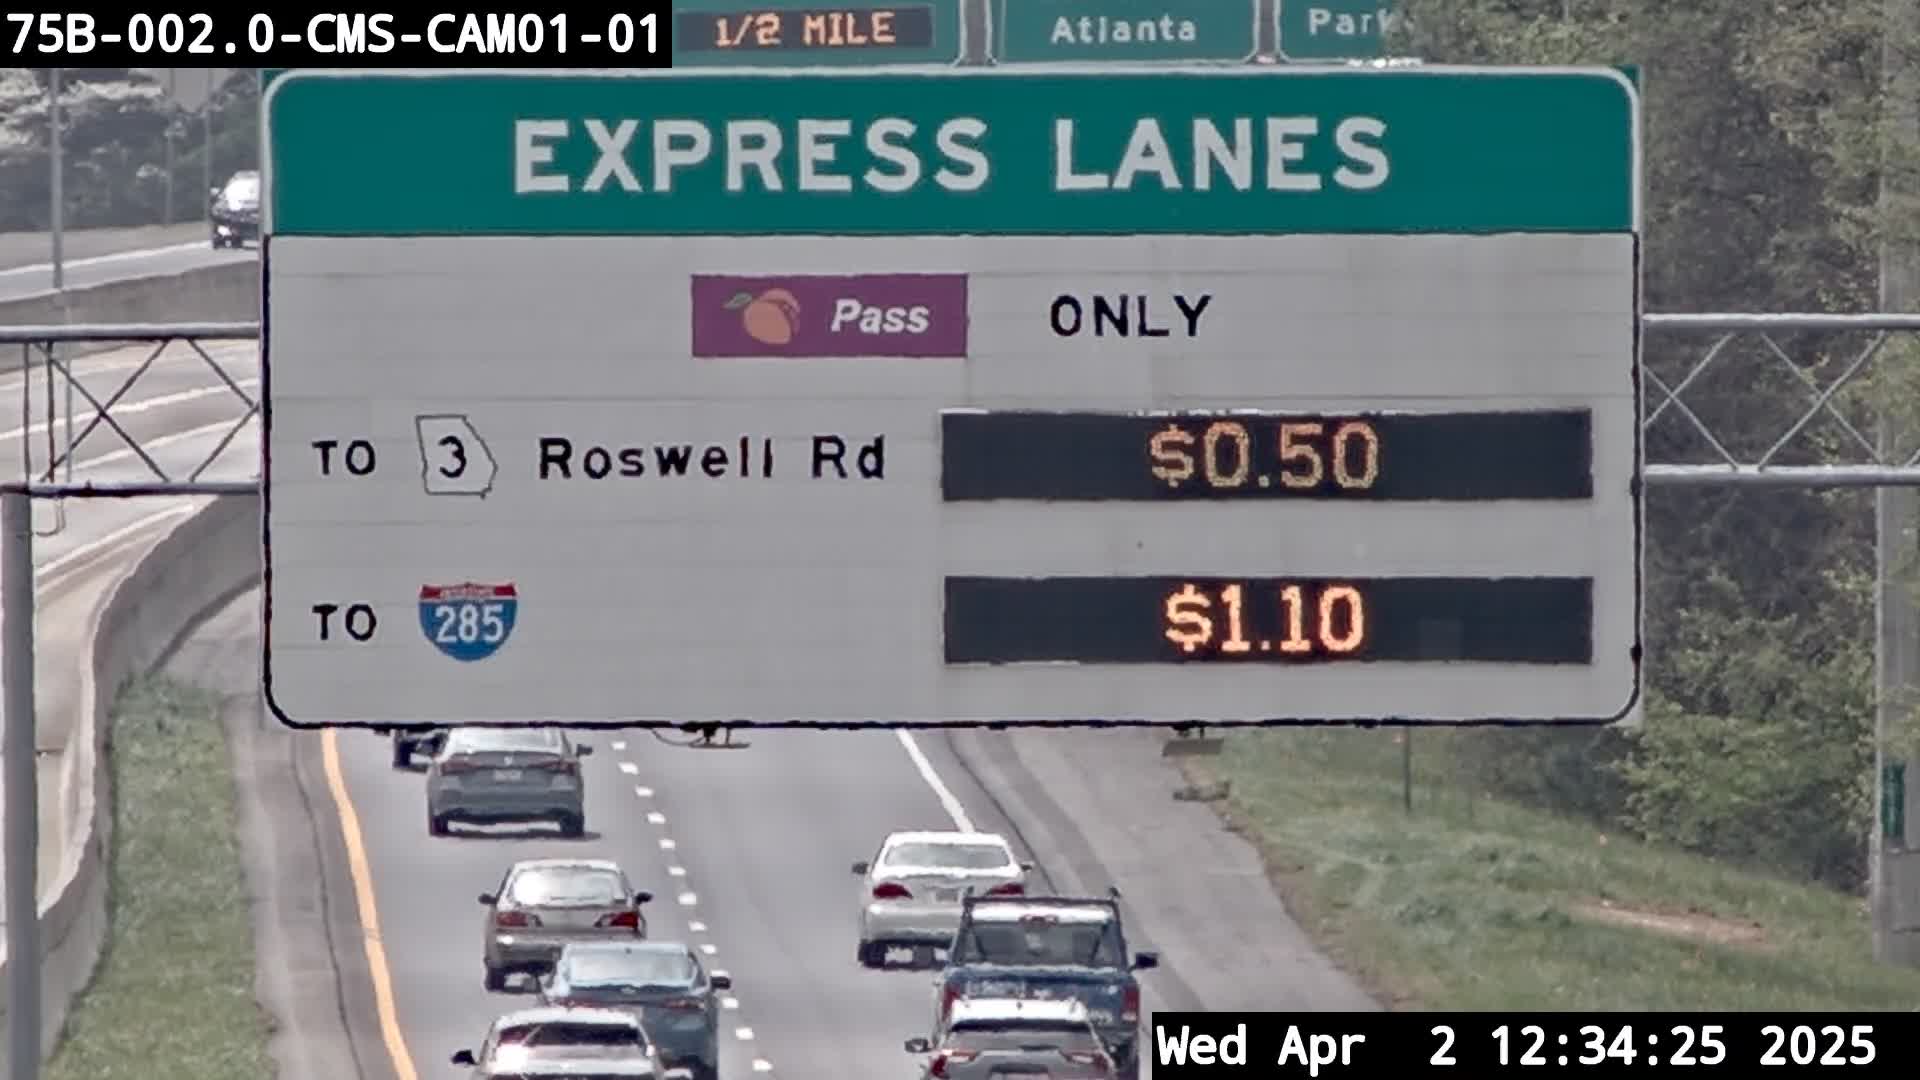 75B-002.0-CMS-CAM01-01
1/2 MILE
Atlanta
Park
EXPRESS LANES
Pass ONLY
TO 3 Roswell Rd $0.50
TO 285 $1.10
Wed Apr 2 12:34:25 2025